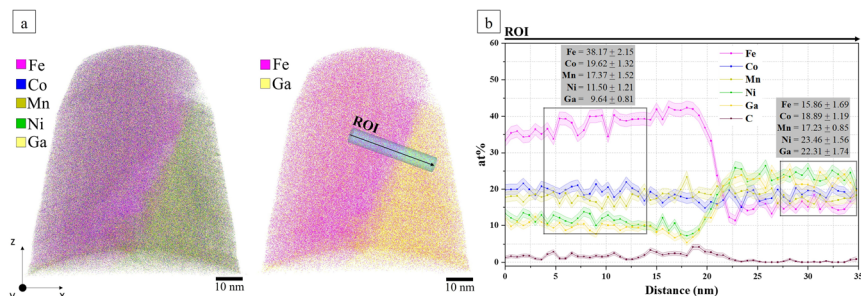 a
Fe
Co
Mn
Ni
Ga
z
y
x
10 nm
Fe
Ga
ROI
10 nm
b
ROI
60
50
40
30
20
10
0
at%
0
5
10
15
20
25
30
35
Distance (nm)
Fe = 38.17 ± 2.15
Co = 19.62 ± 1.32
Mn = 17.37 ± 1.52
Ni = 11.50 ± 1.21
Ga = 9.64 ± 0.81
Fe
Co
Mn
Ni
Ga
C
Fe = 15.86 ± 1.69
Co = 18.89 ± 1.19
Mn = 17.23 ± 0.85
Ni = 23.46 ± 1.56
Ga = 22.31 ± 1.74